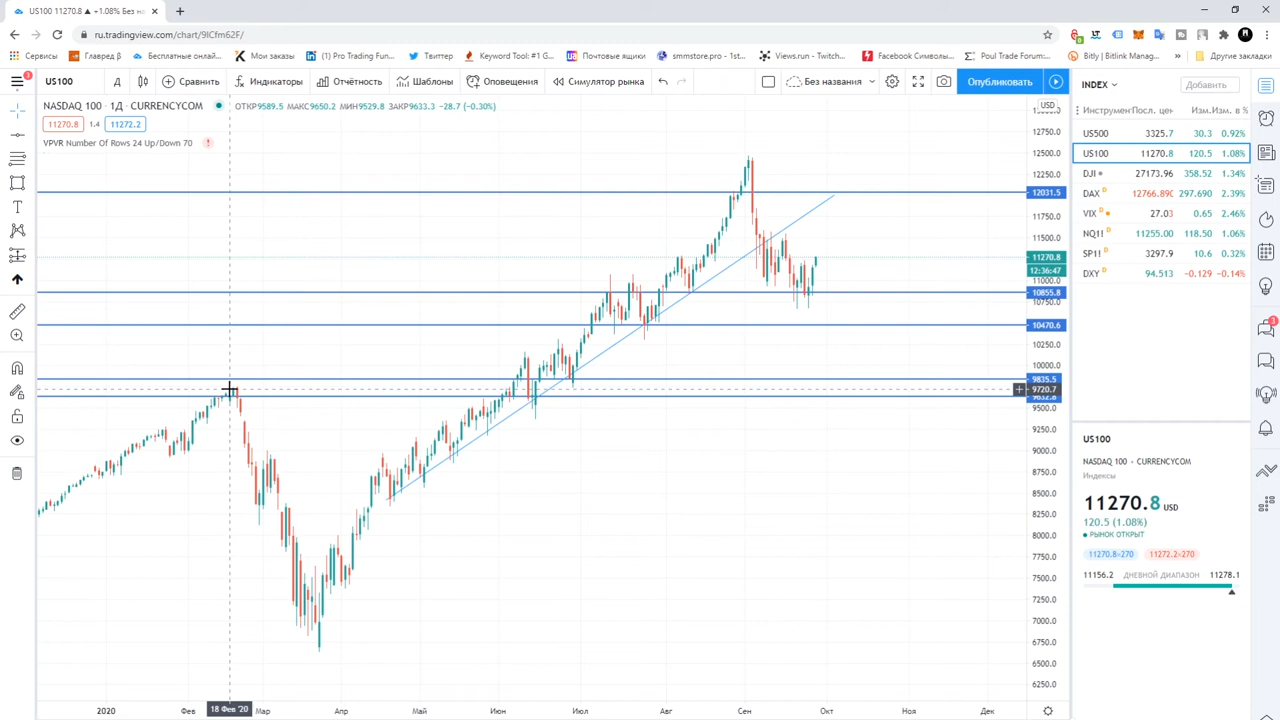 US100 11270.8 ▲ +1.08% Без на
ru.tradingview.com/chart/9ICfm62F/
Сервисы
Главред β
Бесплатные онлай...
Мои заказы
in (1) Pro.Trading.Fun...
Твиттер
Keyword Tool: #1 G...
Почтовые ящики
smmstore.pro - 1st...
Views.run - Twitch...
Facebook Символы...
Poul Trade Forum:...
Bitly | Bitlink Manag...
Другие закладки
US100
Д
Сравнить
Индикаторы
Отчётность
Шаблоны
Оповещения
Симулятор рынка
Без названия
Опубликовать
NASDAQ 100 · 1Д · CURRENCYCOM
ОТКР9589.5 МАКС9650.2 МИН9529.8 ЗАКР9633.3 −28.7 (−0.30%)
11270.8 1.4 11272.2
VPVR Number Of Rows 24 Up/Down 70
USD
12750.0
12500.0
12250.0
12031.5
11750.0
11500.0
11270.8
12:36:47
11000.0
10855.8
10750.0
10470.6
10250.0
10000.0
9835.5
9720.7
9632.8
9500.0
9250.0
9000.0
8750.0
8500.0
8250.0
8000.0
7750.0
7500.0
7250.0
7000.0
6750.0
6500.0
6250.0
2020 Фев 18 Фев '20 Мар Апр Май Июн Июл Авг Сен Окт Ноя Дек
INDEX
Добавить
Инструмен Посл. цен Изм. Изм. в %
US500 3325.7 30.3 0.92%
US100 11270.8 120.5 1.08%
DJI 27173.96 358.52 1.34%
DAX D 12766.890 297.690 2.39%
VIX D 27.03 0.65 2.46%
NQ1! D 11255.00 118.50 1.06%
SP1! D 3297.9 10.6 0.32%
DXY D 94.513 −0.129 −0.14%
US100
NASDAQ 100 · CURRENCYCOM
Индексы
11270.8 USD
120.5 (1.08%)
РЫНОК ОТКРЫТ
11270.8×270 11272.2×270
11156.2 ДНЕВНОЙ ДИАПАЗОН 11278.1